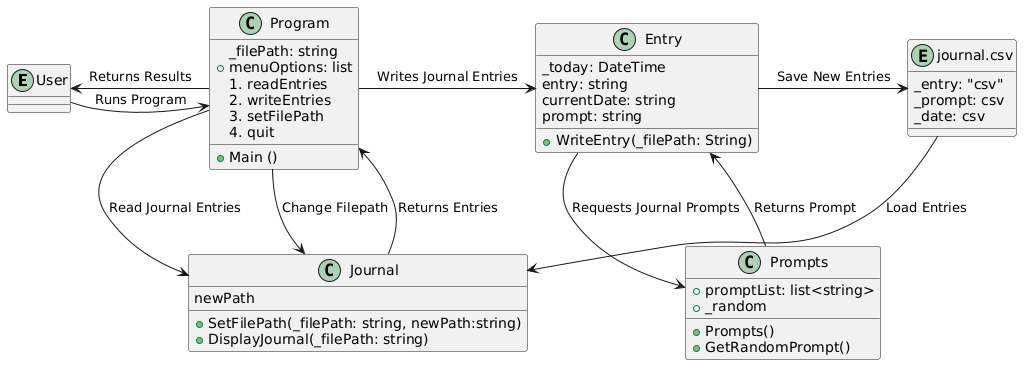 E User
Returns Results
Runs Program
C Program
_filePath: string
menuOptions: list
1. readEntries
2. writeEntries
3. setFilePath
4. quit
Main ()
Writes Journal Entries
C Entry
_today: DateTime
entry: string
currentDate: string
prompt: string
WriteEntry(_filePath: String)
Save New Entries
E journal.csv
_entry: "csv"
_prompt: csv
_date: csv
Read Journal Entries
Change Filepath
Returns Entries
Requests Journal Prompts
Returns Prompt
Load Entries
C Journal
newPath
SetFilePath(_filePath: string, newPath:string)
DisplayJournal(_filePath: string)
C Prompts
promptList: list<string>
_random
Prompts()
GetRandomPrompt()